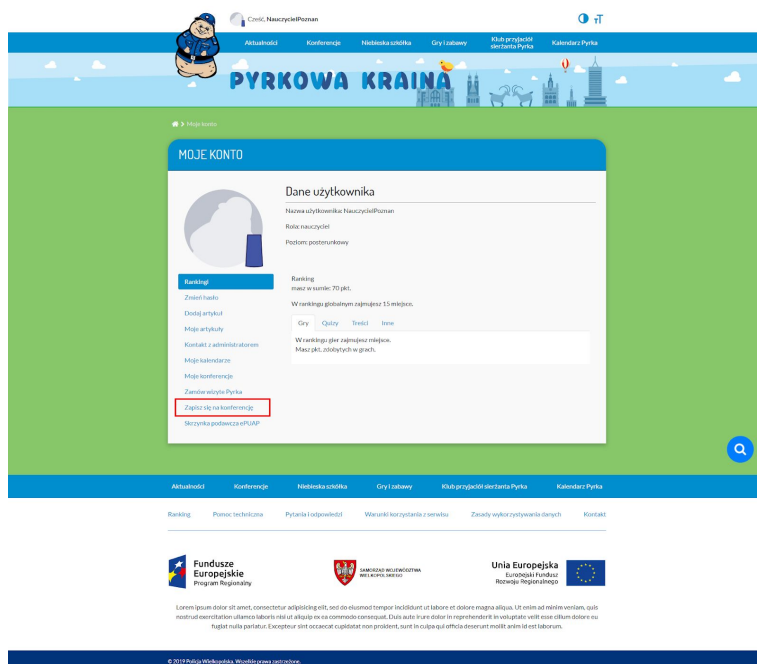 Cześć, NauczycielPoznan
тT
Aktualności Konferencje Niebieska szkółka Gry i zabawy Klub przyjaciół sierżanta Pyrka Kalendarz Pyrka
PYRKOWA KRAINA
Moje konto
MOJE KONTO
Dane użytkownika
Nazwa użytkownika: NauczycielPoznan
Rola: nauczyciel
Poziom: posterunkowy
Rankingi
Zmień hasło
Dodaj artykuł
Moje artykuły
Kontakt z administratorem
Moje kalendarze
Moje konferencje
Zamów wizytę Pyrka
Zapisz się na konferencję
Skrzynka podawcza ePUAP
Ranking
masz w sumie: 70 pkt.
W rankingu globalnym zajmujesz 15 miejsce.
Gry Quizy Treści Inne
W rankingu gier zajmujesz miejsce.
Masz pkt. zdobytych w grach.
Aktualności Konferencje Niebieska szkółka Gry i zabawy Klub przyjaciół sierżanta Pyrka Kalendarz Pyrka
Ranking Pomoc techniczna Pytania i odpowiedzi Warunki korzystania z serwisu Zasady wykorzystywania danych Kontakt
Fundusze
Europejskie
Program Regionalny
SAMORZĄD WOJEWÓDZTWA
WIELKOPOLSKIEGO
Unia Europejska
Europejski Fundusz
Rozwoju Regionalnego
Lorem ipsum dolor sit amet, consectetur adipisicing elit, sed do eiusmod tempor incididunt ut labore et dolore magna aliqua. Ut enim ad minim veniam, quis
nostrud exercitation ullamco laboris nisi ut aliquip ex ea commodo consequat. Duis aute irure dolor in reprehenderit in voluptate velit esse cillum dolore eu
fugiat nulla pariatur. Excepteur sint occaecat cupidatat non proident, sunt in culpa qui officia deserunt mollit anim id est laborum.
© 2019 Policja Wielkopolska. Wszelkie prawa zastrzeżone.